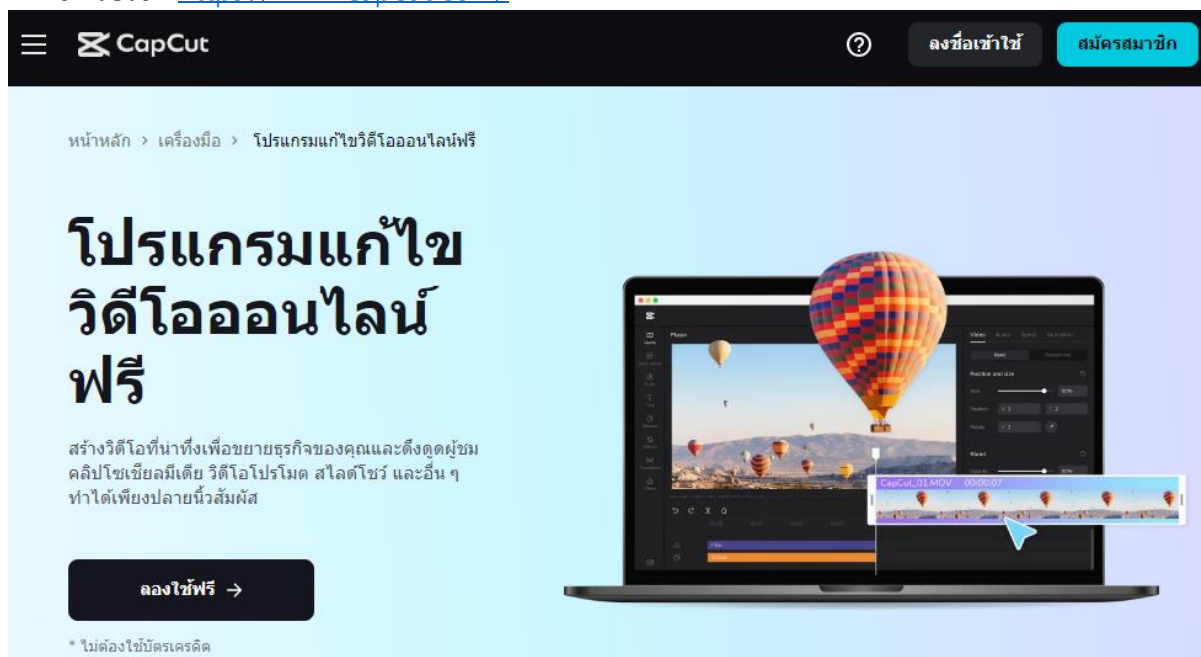 CapCut
ลงชื่อเข้าใช้
สมัครสมาชิก
หน้าหลัก > เครื่องมือ > โปรแกรมแก้ไขวิดีโอออนไลน์ฟรี
โปรแกรมแก้ไข
วิดีโอออนไลน์
ฟรี
สร้างวิดีโอที่น่าทึ่งเพื่อขยายธุรกิจของคุณและดึงดูดผู้ชม
คลิปโซเชียลมีเดีย วิดีโอโปรโมต สไลด์โชว์ และอื่น ๆ
ทำได้เพียงปลายนิ้วสัมผัส
ลองใช้ฟรี →
* ไม่ต้องใช้บัตรเครดิต
Player
Video Audio Speed Animation
Basic
Position and size
Blend
CapCut_01.MOV 00:00:07